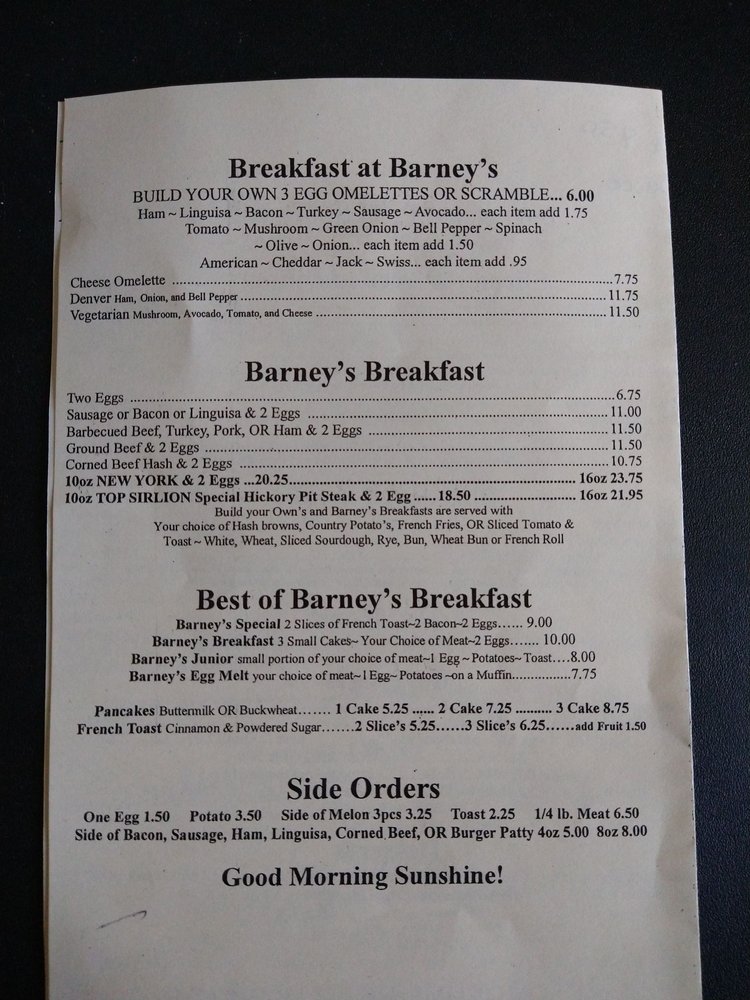 Breakfast at Barney's
BUILD YOUR OWN 3 EGG OMELETTES OR SCRAMBLE... 6.00
Ham ~ Linguisa ~ Bacon ~ Turkey ~ Sausage ~ Avocado... each item add 1.75
Tomato ~ Mushroom ~ Green Onion ~ Bell Pepper ~ Spinach
~ Olive ~ Onion... each item add 1.50
American ~ Cheddar ~ Jack ~ Swiss... each item add .95
Cheese Omelette ........................ 7.75
Denver Ham, Onion, and Bell Pepper ........................ 11.75
Vegetarian Mushroom, Avocado, Tomato, and Cheese ........................ 11.50
Barney's Breakfast
Two Eggs ........................ 6.75
Sausage or Bacon or Linguisa & 2 Eggs ........................ 11.00
Barbecued Beef, Turkey, Pork, OR Ham & 2 Eggs ........................ 11.50
Ground Beef & 2 Eggs ........................ 11.50
Corned Beef Hash & 2 Eggs ........................ 10.75
10oz NEW YORK & 2 Eggs ...20.25........................ 16oz 23.75
10oz TOP SIRLION Special Hickory Pit Steak & 2 Egg ...... 18.50 ........................ 16oz 21.95
Build your Own's and Barney's Breakfasts are served with
Your choice of Hash browns, Country Potato's, French Fries, OR Sliced Tomato &
Toast ~ White, Wheat, Sliced Sourdough, Rye, Bun, Wheat Bun or French Roll
Best of Barney's Breakfast
Barney's Special 2 Slices of French Toast~2 Bacon~2 Eggs...... 9.00
Barney's Breakfast 3 Small Cakes~ Your Choice of Meat~2 Eggs....... 10.00
Barney's Junior small portion of your choice of meat~1 Egg ~ Potatoes~ Toast....8.00
Barney's Egg Melt your choice of meat~ 1 Egg~ Potatoes ~on a Muffin.................7.75
Pancakes Buttermilk OR Buckwheat....... 1 Cake 5.25 ...... 2 Cake 7.25 .......... 3 Cake 8.75
French Toast Cinnamon & Powdered Sugar.......2 Slice's 5.25......3 Slice's 6.25......add Fruit 1.50
Side Orders
One Egg 1.50 Potato 3.50 Side of Melon 3pcs 3.25 Toast 2.25 1/4 lb. Meat 6.50
Side of Bacon, Sausage, Ham, Linguisa, Corned Beef, OR Burger Patty 4oz 5.00 8oz 8.00
Good Morning Sunshine!